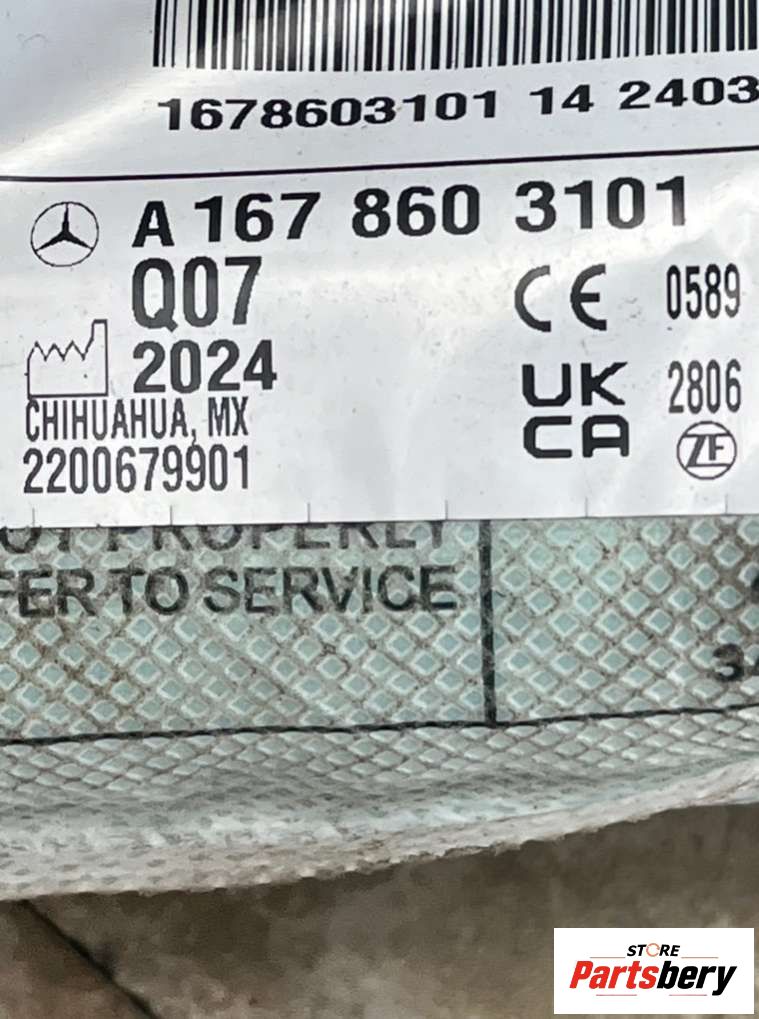 1678603101 14 2403
A 167 860 3101
Q07
CE 0589
2024
UK 2806
CA
CHIHUAHUA, MX
ZF
2200679901
PROPERLY
TO SERVICE
STORE
Partsbery